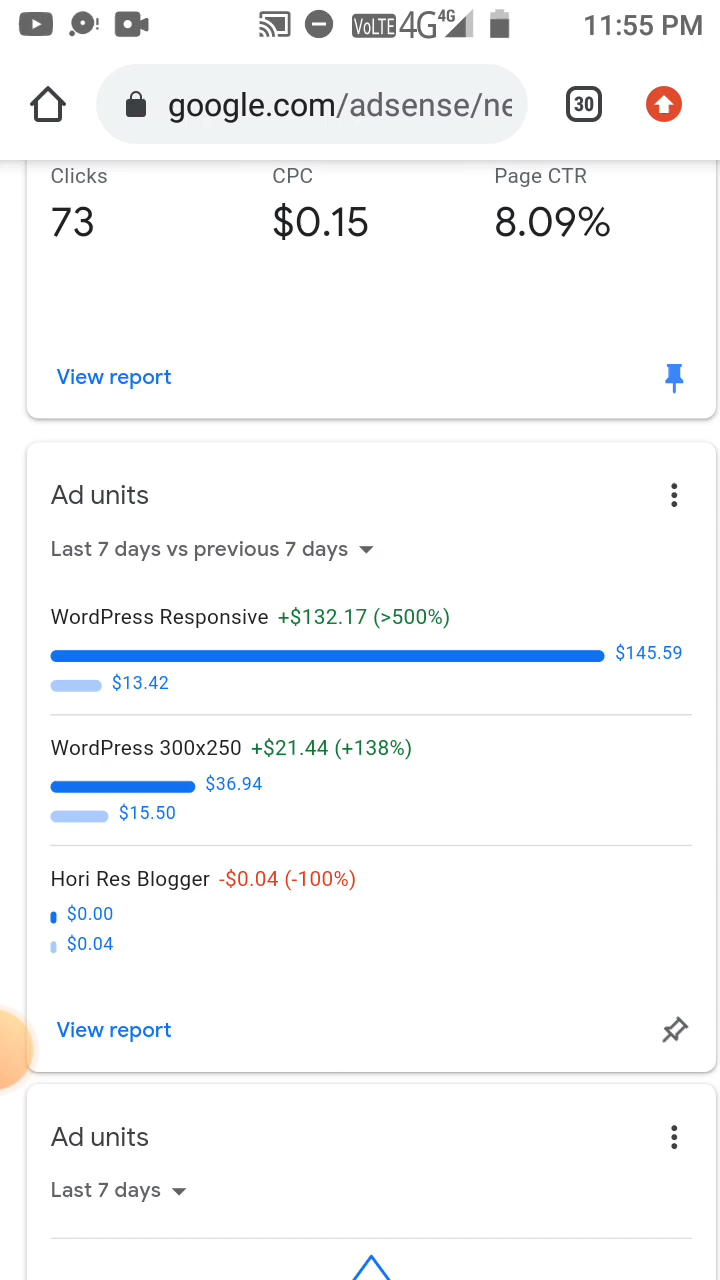 VoLTE 4G 4G 11:55 PM
google.com/adsense/ne 30
Clicks CPC Page CTR
73 $0.15 8.09%
View report
Ad units
Last 7 days vs previous 7 days
WordPress Responsive +$132.17 (>500%)
$145.59
$13.42
WordPress 300x250 +$21.44 (+138%)
$36.94
$15.50
Hori Res Blogger -$0.04 (-100%)
$0.00
$0.04
View report
Ad units
Last 7 days